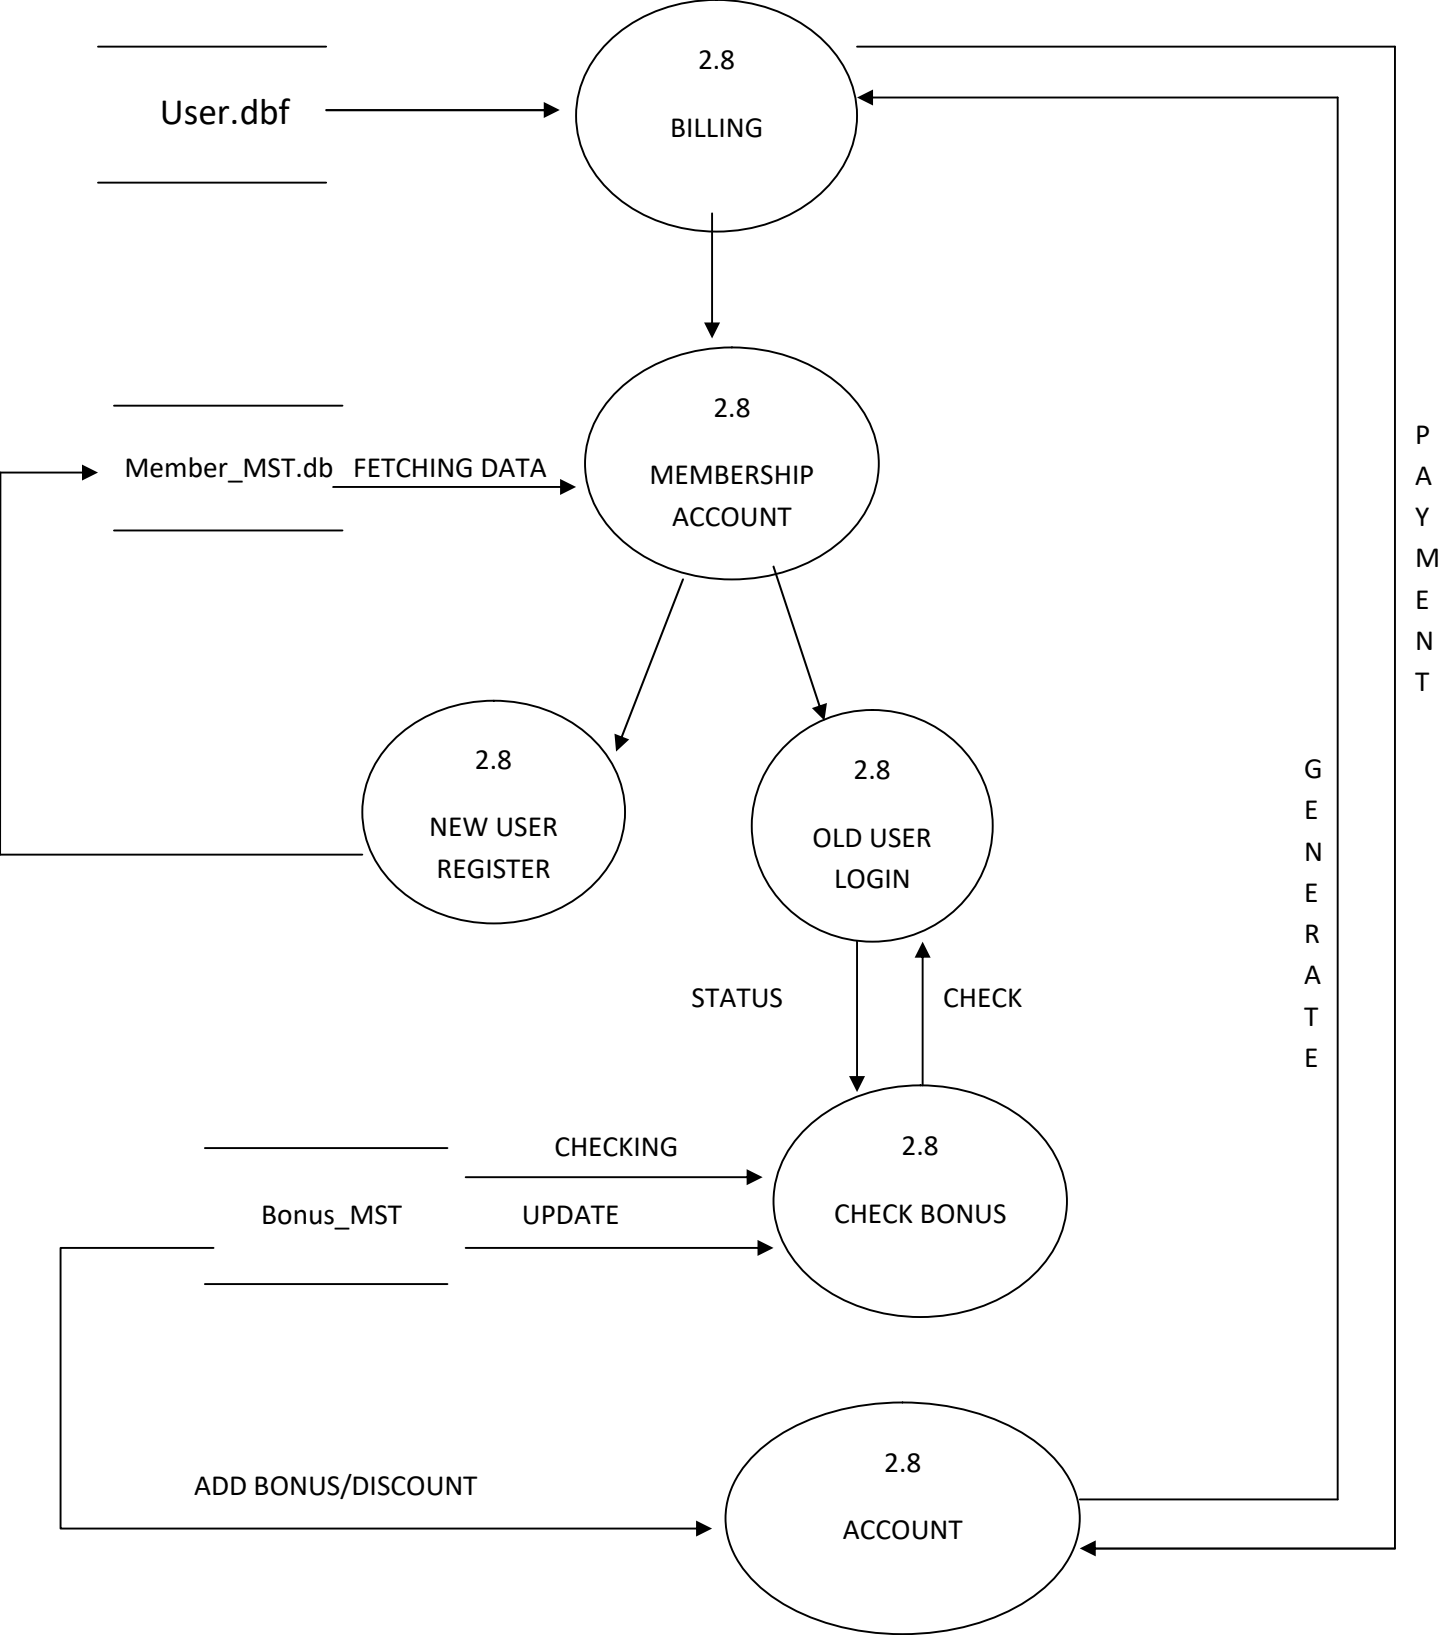 2.8
User.dbf
BILLING
2.8
Member_MST.db
FETCHING DATA
MEMBERSHIP
ACCOUNT
P
A
Y
M
E
N
T
2.8
NEW USER
REGISTER
2.8
OLD USER
LOGIN
G
E
N
E
R
A
T
E
STATUS
CHECK
CHECKING
2.8
Bonus_MST
UPDATE
CHECK BONUS
ADD BONUS/DISCOUNT
2.8
ACCOUNT